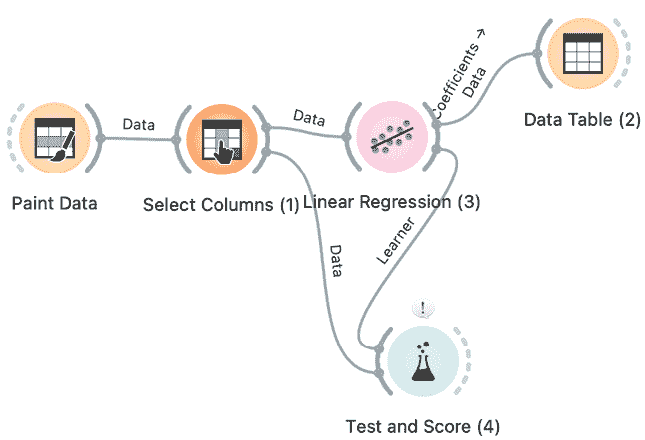 Coefficients →
Data
Data Table (2)
Data
Data
Paint Data
Select Columns (1)
Linear Regression (3)
Data
Learner
!
Test and Score (4)